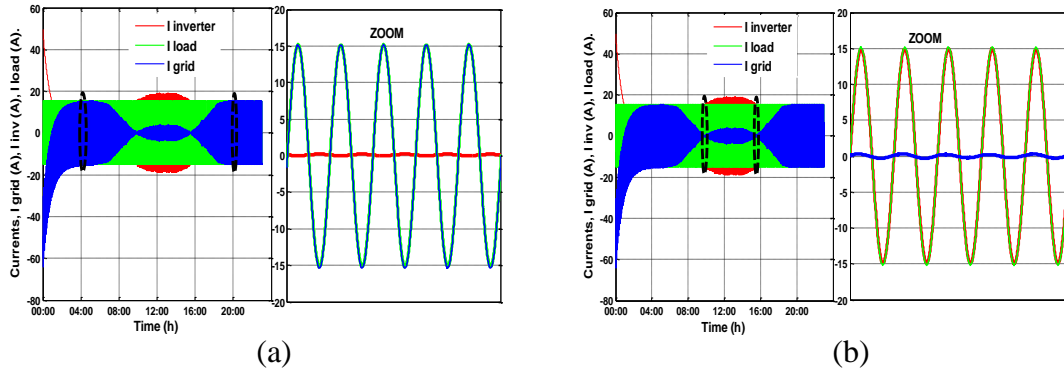 Currents, I grid (A), I inv (A), I load (A).
60
40
20
0
-20
-40
-60
-80
00:00 04:00 08:00 12:00 16:00 20:00
Time (h)
I inverter
I load
I grid
20
15
10
5
0
-5
-10
-15
-20
ZOOM
(a)
Currents, I grid (A), I inv (A), I load (A).
60
40
20
0
-20
-40
-60
-80
00:00 04:00 08:00 12:00 16:00 20:00
Time (h)
I inverter
I load
I grid
20
15
10
5
0
-5
-10
-15
-20
ZOOM
(b)